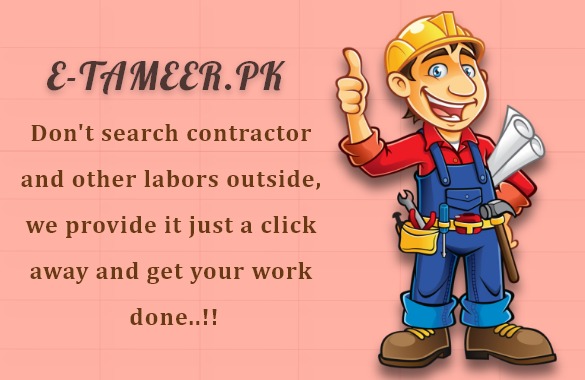 E-TAMEER.PK
Don't search contractor
and other labors outside,
we provide it just a click
away and get your work
done..!!